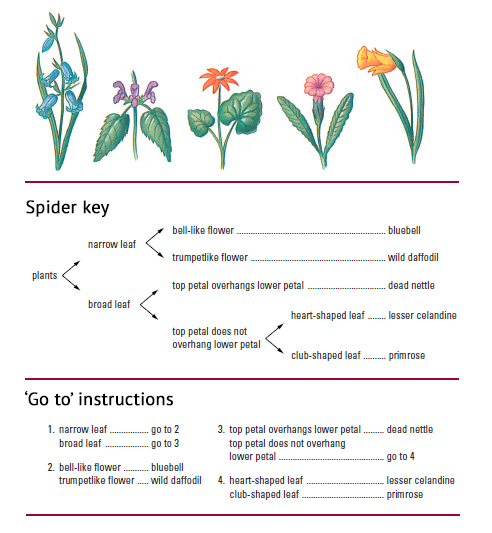 Spider key
bell-like flower ........................................................ bluebell
narrow leaf
trumpetlike flower .................................................... wild daffodil
plants
top petal overhangs lower petal ............................ dead nettle
broad leaf
heart-shaped leaf ........ lesser celandine
top petal does not
overhang lower petal
club-shaped leaf .......... primrose
‘Go to’ instructions
1. narrow leaf ................. go to 2
broad leaf ................... go to 3
2. bell-like flower ........... bluebell
trumpetlike flower ..... wild daffodil
3. top petal overhangs lower petal ......... dead nettle
top petal does not overhang
lower petal ........................................... go to 4
4. heart-shaped leaf ................................ lesser celandine
club-shaped leaf .................................. primrose